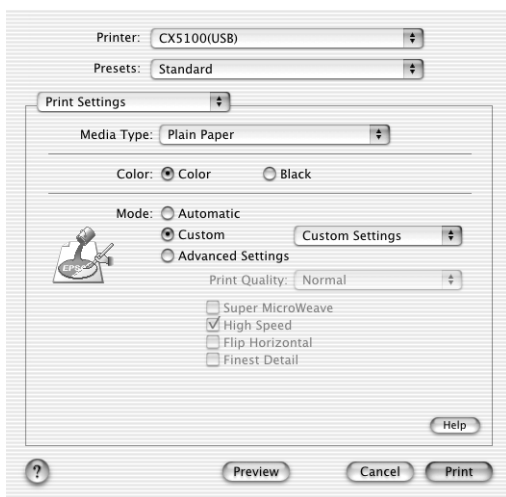 Printer: CX5100(USB)
Presets: Standard
Print Settings
Media Type: Plain Paper
Color: Color Black
Mode: Automatic
Custom Custom Settings
EPSO
Advanced Settings
Print Quality: Normal
Super MicroWeave
High Speed
Flip Horizontal
Finest Detail
Help
? Preview Cancel Print